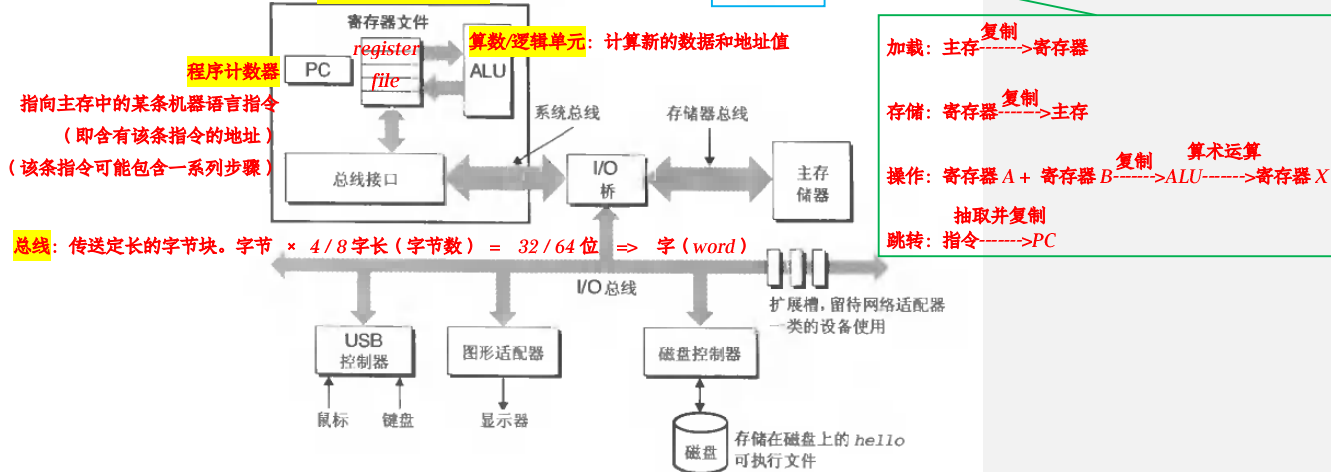 寄存器文件
register
file
PC
ALU
算数/逻辑单元：计算新的数据和地址值
程序计数器
指向主存中的某条机器语言指令
（即含有该条指令的地址）
（该条指令可能包含一系列步骤）
系统总线
存储器总线
总线接口
I/O
桥
主存
储器
总线：传送定长的字节块。字节 × 4 / 8 字长（字节数） = 32 / 64 位 => 字（word）
I/O总线
扩展槽，留待网络适配器
一类的设备使用
USB
控制器
图形适配器
磁盘控制器
鼠标
键盘
显示器
磁盘
存储在磁盘上的 hello
可执行文件
复制
加载：主存------->寄存器
复制
存储：寄存器------->主存
复制 算术运算
操作：寄存器 A + 寄存器 B------->ALU------->寄存器 X
抽取并复制
跳转：指令------->PC